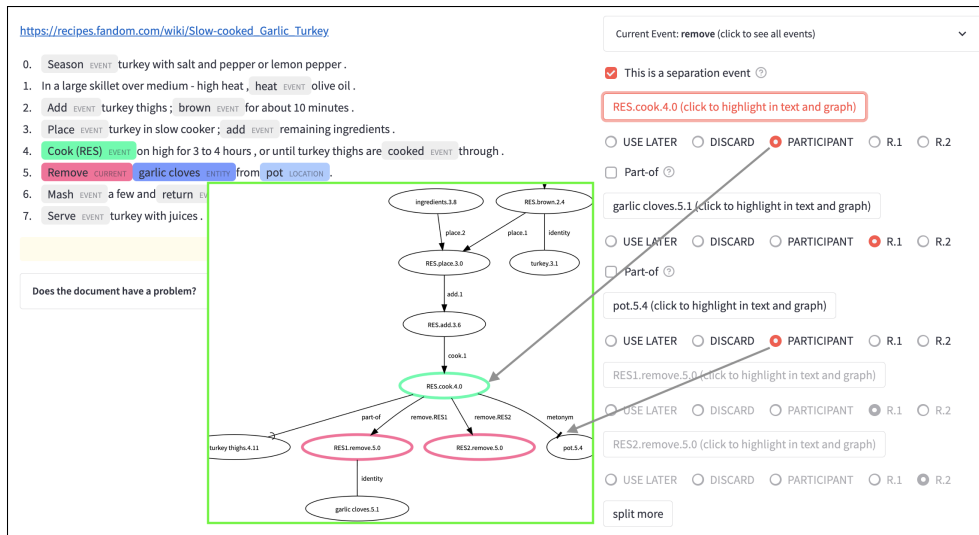 https://recipes.fandom.com/wiki/Slow-cooked_Garlic_Turkey
0. Season EVENT turkey with salt and pepper or lemon pepper .
1. In a large skillet over medium - high heat , heat EVENT olive oil .
2. Add EVENT turkey thighs ; brown EVENT for about 10 minutes .
3. Place EVENT turkey in slow cooker ; add EVENT remaining ingredients .
4. Cook (RES) EVENT on high for 3 to 4 hours , or until turkey thighs are cooked EVENT through .
5. Remove CURRENT garlic cloves ENTITY from pot LOCATION .
6. Mash EVENT a few and return EV
7. Serve EVENT turkey with juices .
Does the document have a problem?
ingredients.3.8
RES.brown.2.4
place.2
place.1
identity
RES.place.3.0
turkey.3.1
add.1
RES.add.3.6
cook.1
RES.cook.4.0
part-of
remove.RES1
remove.RES2
metonym
turkey thighs.4.11
RES1.remove.5.0
RES2.remove.5.0
pot.5.4
identity
garlic cloves.5.1
Current Event: remove (click to see all events)
This is a separation event
RES.cook.4.0 (click to highlight in text and graph)
USE LATER DISCARD PARTICIPANT R.1 R.2
Part-of
garlic cloves.5.1 (click to highlight in text and graph)
USE LATER DISCARD PARTICIPANT R.1 R.2
Part-of
pot.5.4 (click to highlight in text and graph)
USE LATER DISCARD PARTICIPANT R.1 R.2
RES1.remove.5.0 (click to highlight in text and graph)
USE LATER DISCARD PARTICIPANT R.1 R.2
RES2.remove.5.0 (click to highlight in text and graph)
USE LATER DISCARD PARTICIPANT R.1 R.2
split more